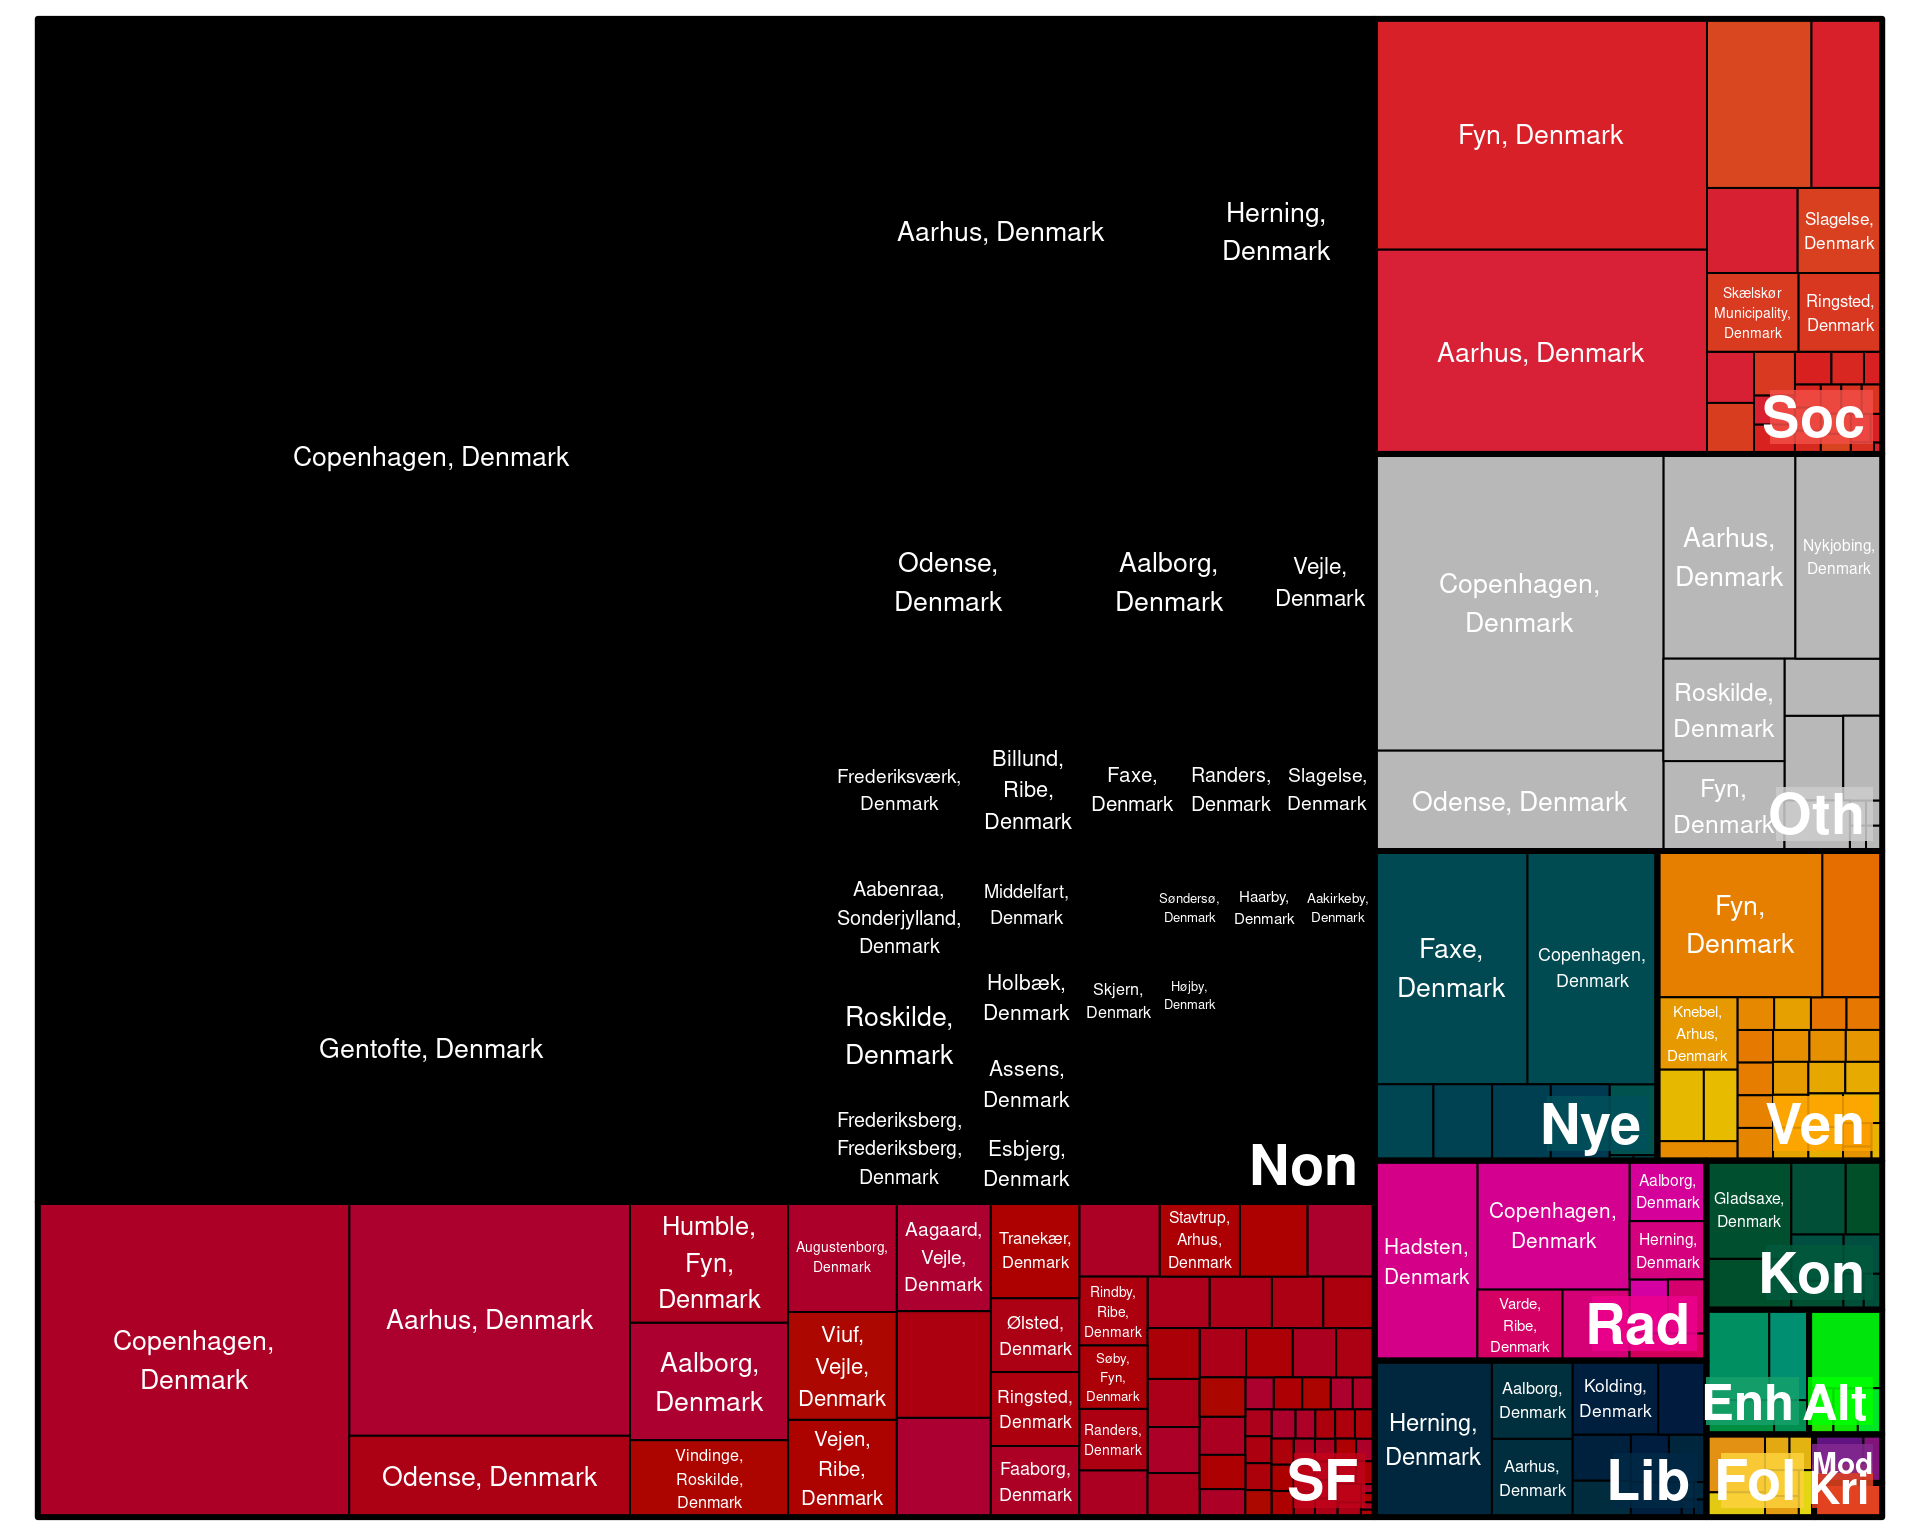 Copenhagen, Denmark
Aarhus, Denmark
Herning,
Denmark
Odense,
Denmark
Aalborg,
Denmark
Vejle,
Denmark
Gentofte, Denmark
Frederiksværk,
Denmark
Billund,
Ribe,
Denmark
Faxe,
Denmark
Randers,
Denmark
Slagelse,
Denmark
Aabenraa,
Sonderjylland,
Denmark
Middelfart,
Denmark
Søndersø,
Denmark
Haarby,
Denmark
Aakirkeby,
Denmark
Roskilde,
Denmark
Holbæk,
Denmark
Skjern,
Denmark
Højby,
Denmark
Assens,
Denmark
Frederiksberg,
Frederiksberg,
Denmark
Esbjerg,
Denmark
Non
Copenhagen,
Denmark
Aarhus, Denmark
Odense, Denmark
Humble,
Fyn,
Denmark
Aalborg,
Denmark
Vindinge,
Roskilde,
Denmark
Augustenborg,
Denmark
Viuf,
Vejle,
Denmark
Vejen,
Ribe,
Denmark
Aagaard,
Vejle,
Denmark
Tranekær,
Denmark
Ølsted,
Denmark
Ringsted,
Denmark
Faaborg,
Denmark
Stavtrup,
Arhus,
Denmark
Rindby,
Ribe,
Denmark
Søby,
Fyn,
Denmark
Randers,
Denmark
SF
Fyn, Denmark
Aarhus, Denmark
Slagelse,
Denmark
Skælskør
Municipality,
Denmark
Ringsted,
Denmark
Soc
Copenhagen,
Denmark
Odense, Denmark
Aarhus,
Denmark
Nykjobing,
Denmark
Roskilde,
Denmark
Fyn,
Denmark
Oth
Faxe,
Denmark
Copenhagen,
Denmark
Nye
Fyn,
Denmark
Knebel,
Arhus,
Denmark
Ven
Hadsten,
Denmark
Copenhagen,
Denmark
Aalborg,
Denmark
Herning,
Denmark
Varde,
Ribe,
Denmark
Rad
Gladsaxe,
Denmark
Kon
Enh
Alt
Herning,
Denmark
Aalborg,
Denmark
Aarhus,
Denmark
Kolding,
Denmark
Lib
Fol
Mod
Kri